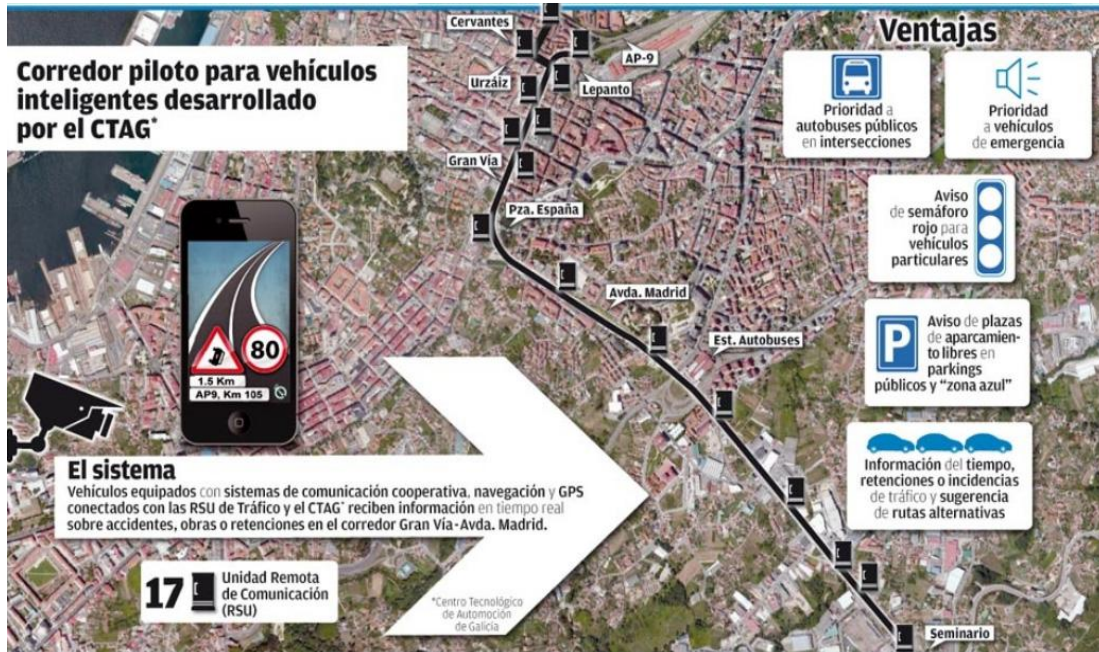 Corredor piloto para vehículos
inteligentes desarrollado
por el CTAG*
Cervantes
AP-9
Urzáiz
Lepanto
Gran Vía
Pza. España
Avda. Madrid
Est. Autobuses
Seminario
Ventajas
Prioridad a
autobuses públicos
en intersecciones
Prioridad
a vehículos
de emergencia
Aviso
de semáforo
rojo para
vehículos
particulares
P
Aviso de plazas
de aparcamien-
to libres en
parkings
públicos y "zona azul"
Información del tiempo,
retenciones o incidencias
de tráfico y sugerencia
de rutas alternativas
80
1.5 Km
AP9, Km 105
El sistema
Vehículos equipados con sistemas de comunicación cooperativa, navegación y GPS
conectados con las RSU de Tráfico y el CTAG* reciben información en tiempo real
sobre accidentes, obras o retenciones en el corredor Gran Vía-Avda. Madrid.
17
Unidad Remota
de Comunicación
(RSU)
*Centro Tecnológico
de Automoción
de Galicia